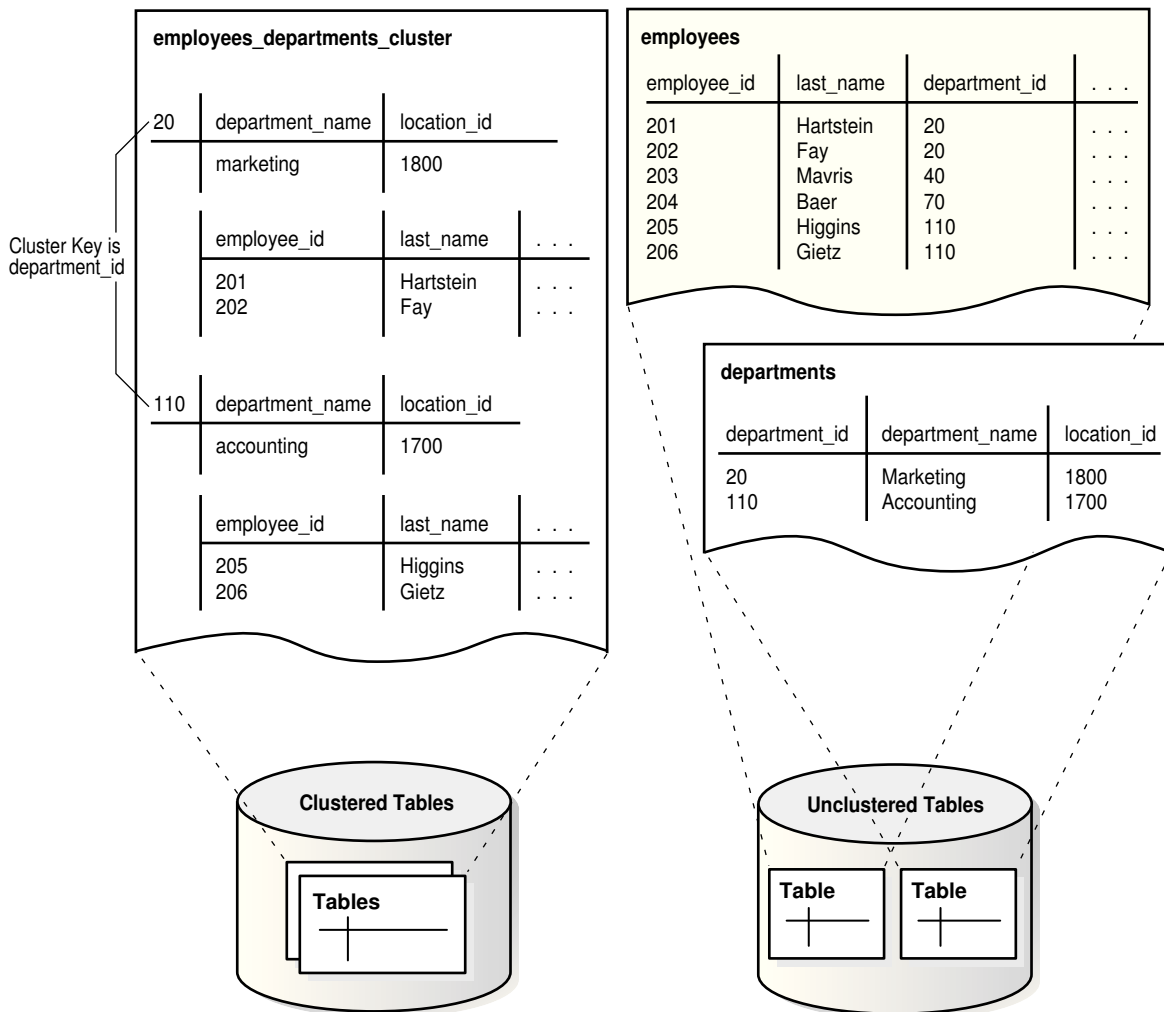 employees_departments_cluster
20 department_name location_id
marketing 1800
employee_id last_name . . .
201 Hartstein . . .
202 Fay . . .
Cluster Key is
department_id
110 department_name location_id
accounting 1700
employee_id last_name . . .
205 Higgins . . .
206 Gietz . . .
employees
employee_id last_name department_id . . .
201 Hartstein 20 . . .
202 Fay 20 . . .
203 Mavris 40 . . .
204 Baer 70 . . .
205 Higgins 110 . . .
206 Gietz 110 . . .
departments
department_id department_name location_id
20 Marketing 1800
110 Accounting 1700
Clustered Tables
Tables
Unclustered Tables
Table Table